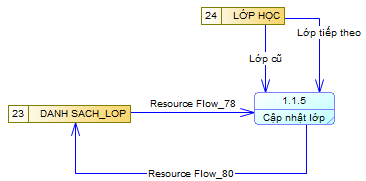 24 LỚP HỌC
Lớp tiếp theo
Lớp cũ
1.1.5
Cập nhật lớp
Resource Flow_78
23 DANH SACH_LOP
Resource Flow_80